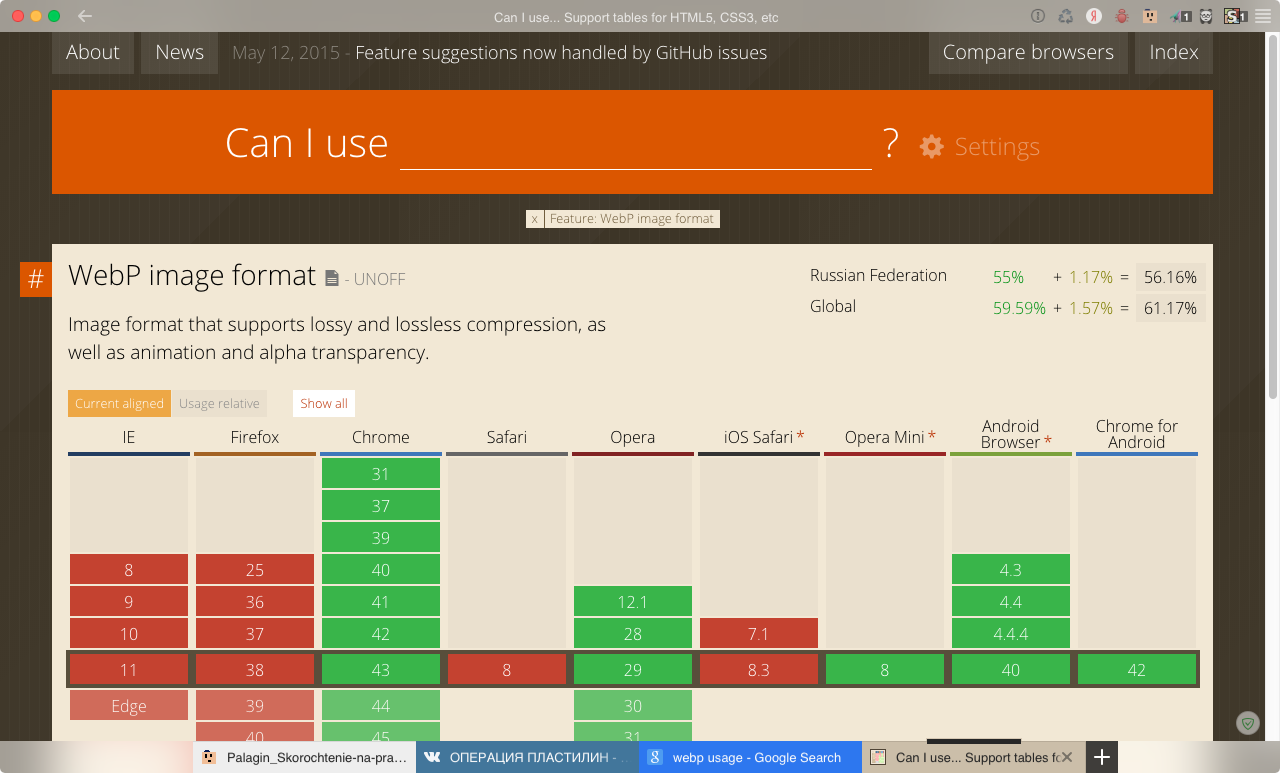 Can I use... Support tables for HTML5, CSS3, etc
About News May 12, 2015 - Feature suggestions now handled by GitHub issues Compare browsers Index
Can I use ? Settings
x Feature: WebP image format
# WebP image format - UNOFF
Russian Federation 55% + 1.17% = 56.16%
Global 59.59% + 1.57% = 61.17%
Image format that supports lossy and lossless compression, as
well as animation and alpha transparency.
Current aligned Usage relative Show all
IE Firefox Chrome Safari Opera iOS Safari * Opera Mini * Android Browser * Chrome for Android
31
37
39
8 25 40 4.3
9 36 41 12.1 4.4
10 37 42 28 7.1 4.4.4
11 38 43 8 29 8.3 8 40 42
Edge 39 44 30
40 45 31
Palagin_Skorochtenie-na-pra... ОПЕРАЦИЯ ПЛАСТИЛИН - webp usage - Google Search Can I use... Support tables fo